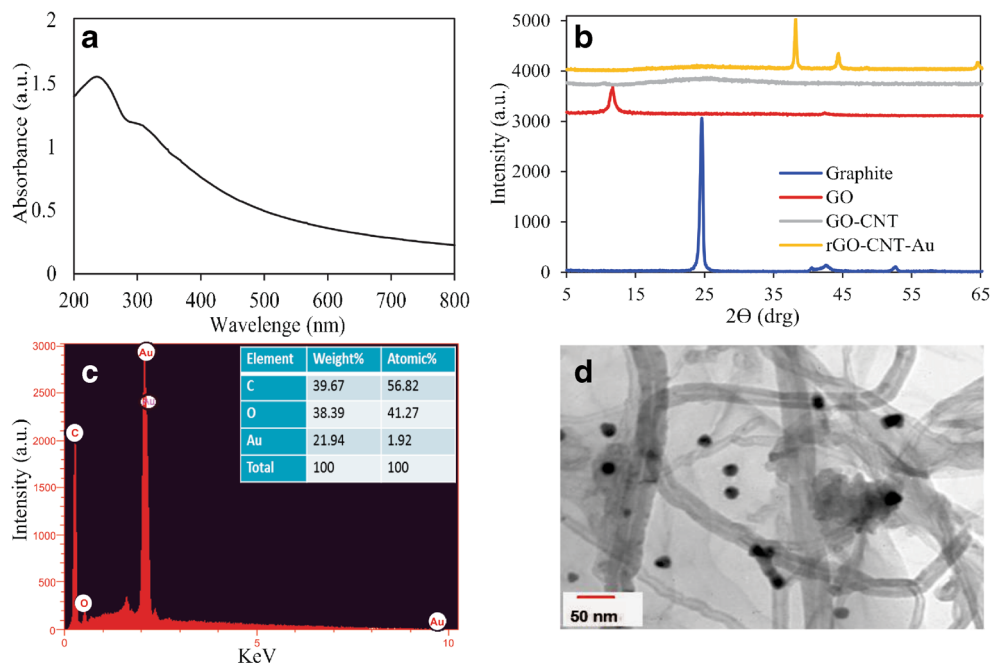 a
2
1.5
1
0.5
0
200 300 400 500 600 700 800
Absorbance (a.u.)
Wavelenge (nm)
b
5000
4000
3000
2000
1000
0
5 25 45 65
Intensity (a.u.)
2Θ (drg)
Graphite
GO
GO-CNT
rGO-CNT-Au
c
3000
2500
2000
1500
1000
500
0
0 5 10
Intensity (a.u.)
KeV
Au
Au
C
O
Au
Element Weight% Atomic%
C 39.67 56.82
O 38.39 41.27
Au 21.94 1.92
Total 100 100
d
50 nm